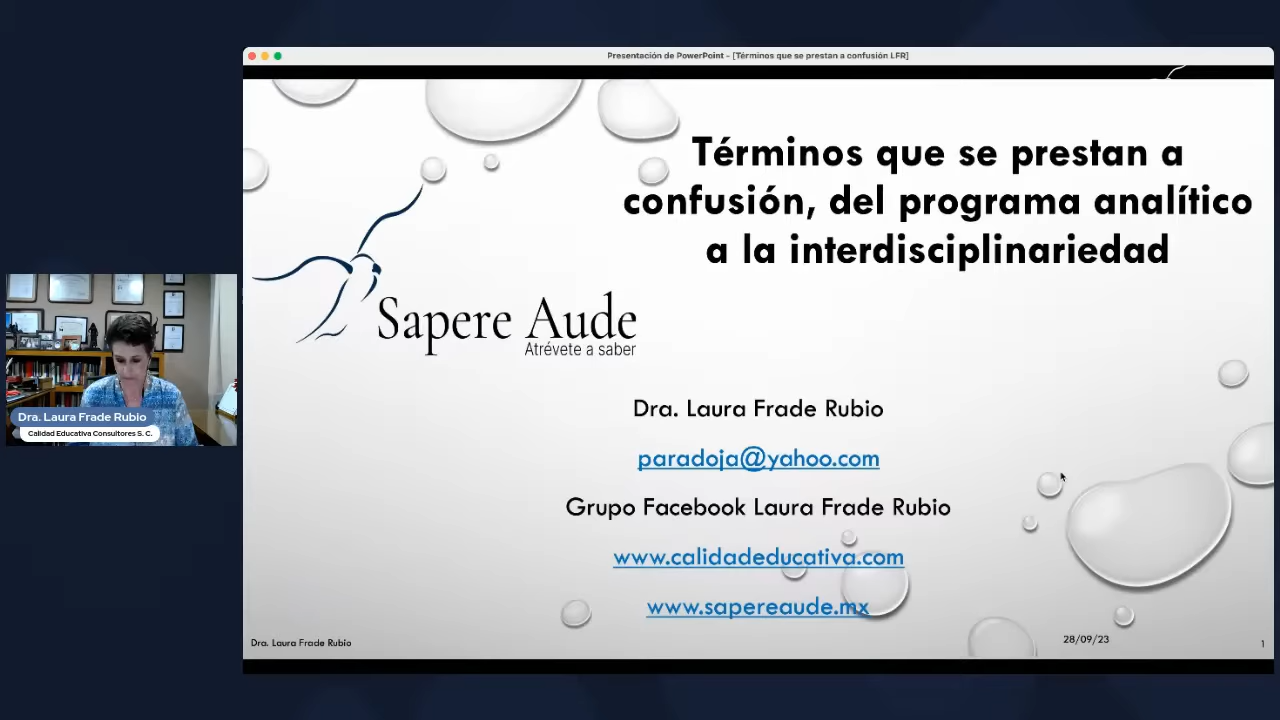 Presentación de PowerPoint - [Términos que se prestan a confusión LFR]
Términos que se prestan a
confusión, del programa analítico
a la interdisciplinariedad
Sapere Aude
Atrévete a saber
Dra. Laura Frade Rubio
paradoja@yahoo.com
Grupo Facebook Laura Frade Rubio
www.calidadeducativa.com
www.sapereaude.mx
Dra. Laura Frade Rubio
28/09/23
1
Dra. Laura Frade Rubio
Calidad Educativa Consultores S. C.